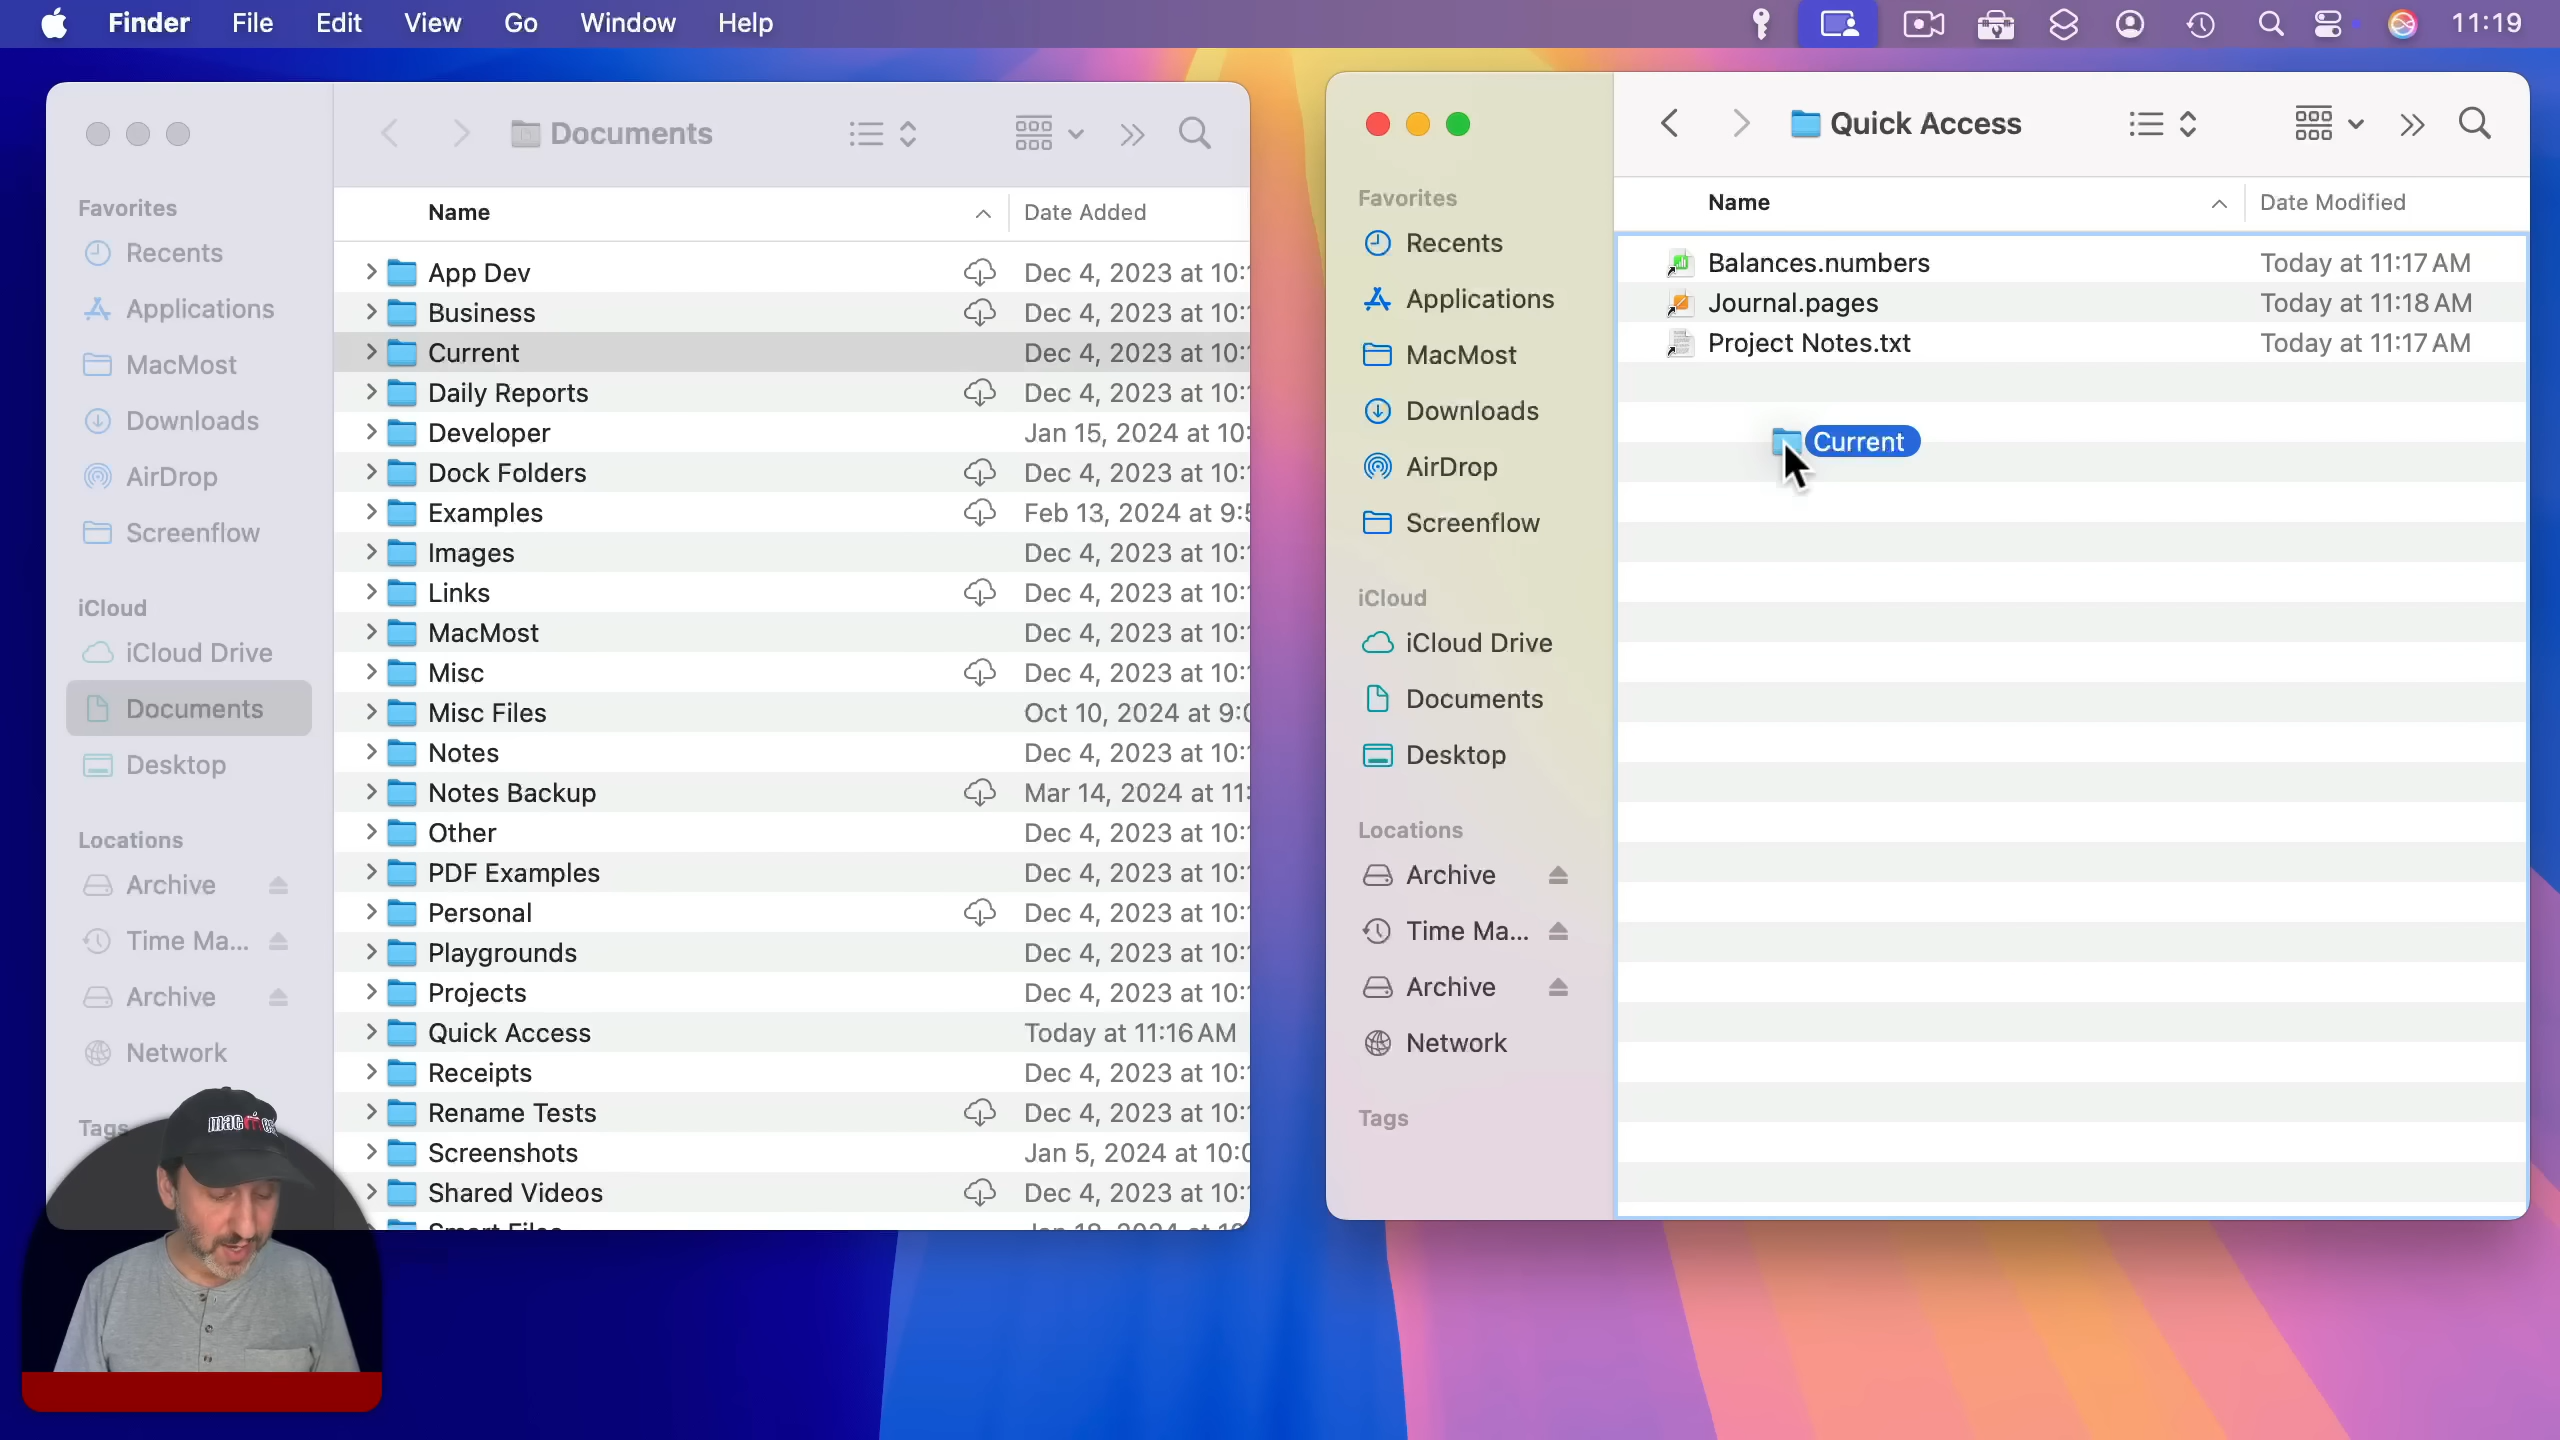 Finder File Edit View Go Window Help 11:19
Documents
Favorites
Recents
Applications
MacMost
Downloads
AirDrop
Screenflow
iCloud
iCloud Drive
Documents
Desktop
Locations
Archive
Time Ma...
Archive
Network
Tags
Name Date Added
App Dev Dec 4, 2023 at 10:
Business Dec 4, 2023 at 10:
Current Dec 4, 2023 at 10:
Daily Reports Dec 4, 2023 at 10:
Developer Jan 15, 2024 at 10:
Dock Folders Dec 4, 2023 at 10:
Examples Feb 13, 2024 at 9:5
Images Dec 4, 2023 at 10:
Links Dec 4, 2023 at 10:
MacMost Dec 4, 2023 at 10:
Misc Dec 4, 2023 at 10:
Misc Files Oct 10, 2024 at 9:0
Notes Dec 4, 2023 at 10:
Notes Backup Mar 14, 2024 at 11:
Other Dec 4, 2023 at 10:
PDF Examples Dec 4, 2023 at 10:
Personal Dec 4, 2023 at 10:
Playgrounds Dec 4, 2023 at 10:
Projects Dec 4, 2023 at 10:
Quick Access Today at 11:16 AM
Receipts Dec 4, 2023 at 10:
Rename Tests Dec 4, 2023 at 10:
Screenshots Jan 5, 2024 at 10:0
Shared Videos Dec 4, 2023 at 10:
Quick Access
Favorites
Recents
Applications
MacMost
Downloads
AirDrop
Screenflow
iCloud
iCloud Drive
Documents
Desktop
Locations
Archive
Time Ma...
Archive
Network
Tags
Name Date Modified
Balances.numbers Today at 11:17 AM
Journal.pages Today at 11:18 AM
Project Notes.txt Today at 11:17 AM
Current